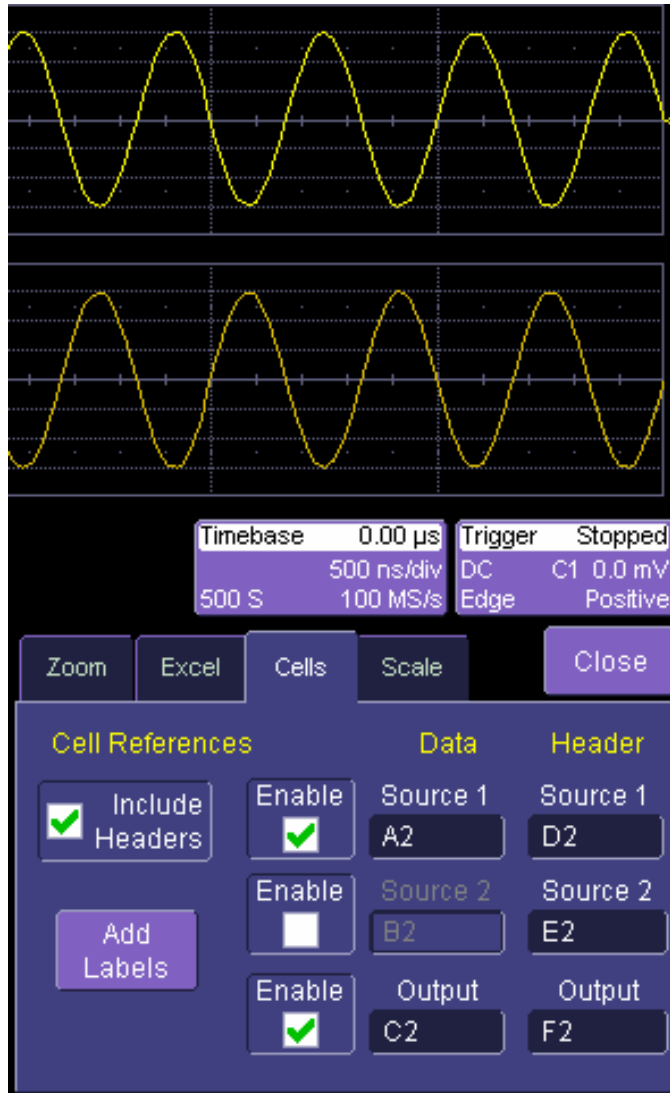 Timebase 0.00 µs Trigger Stopped
500 ns/div DC C1 0.0 mV
500 S 100 MS/s Edge Positive
Zoom Excel Cells Scale Close
Cell References Data Header
Include Headers Enable Source 1 Source 1
A2 D2
Enable Source 2 Source 2
Add Labels B2 E2
Enable Output Output
C2 F2